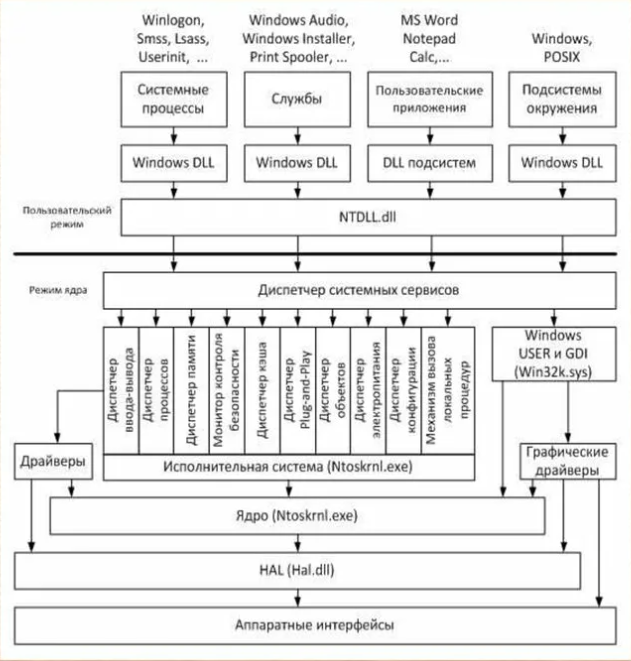 Winlogon,
Smss, Lsass,
Userinit, ...
Windows Audio,
Windows Installer,
Print Spooler, ...
MS Word
Notepad
Calc,...
Windows,
POSIX
Системные
процессы
Службы
Пользовательские
приложения
Подсистемы
окружения
Windows DLL
Windows DLL
DLL подсистем
Windows DLL
Пользовательский
режим
NTDLL.dll
Режим ядра
Диспетчер системных сервисов
Диспетчер
ввода-вывода
Диспетчер
процессов
Диспетчер памяти
Монитор контроля
безопасности
Диспетчер кэша
Диспетчер
Plug-and-Play
Диспетчер
объектов
Диспетчер
электропитания
Диспетчер
конфигурации
Механизм вызова
локальных
процедур
Windows
USER и GDI
(Win32k.sys)
Драйверы
Исполнительная система (Ntoskrnl.exe)
Графические
драйверы
Ядро (Ntoskrnl.exe)
HAL (Hal.dll)
Аппаратные интерфейсы